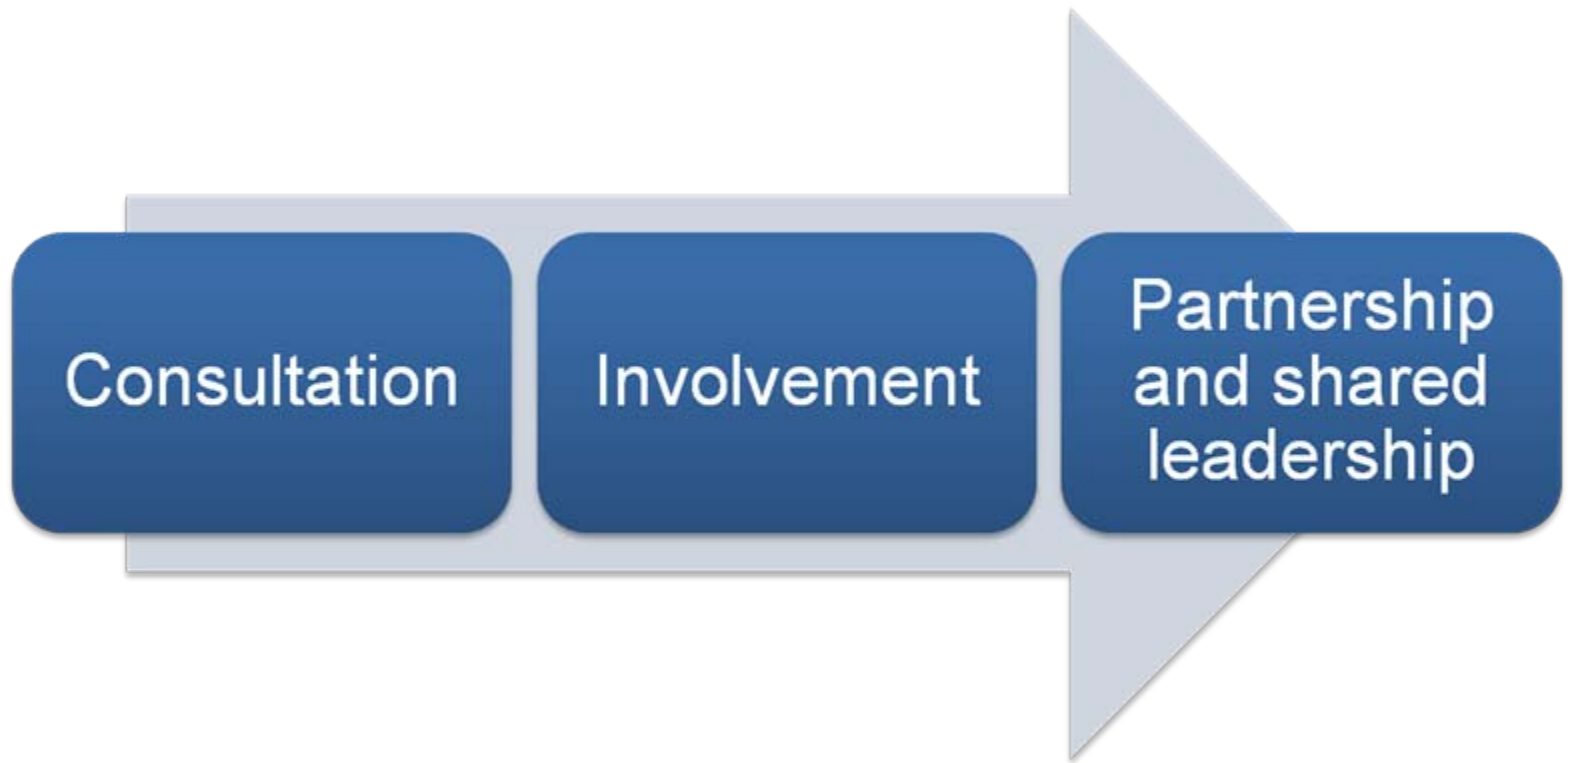 Consultation
Involvement
Partnership
and shared
leadership